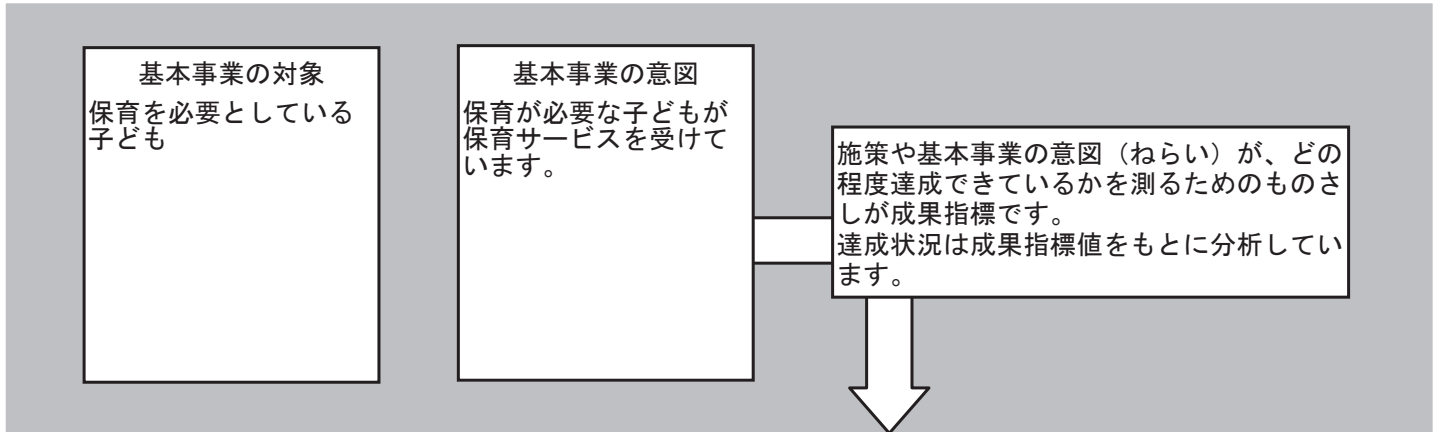 基本事業の対象
保育を必要としている
子ども
基本事業の意図
保育が必要な子どもが
保育サービスを受けて
います。
施策や基本事業の意図（ねらい）が、どの
程度達成できているかを測るためのものさ
しが成果指標です。
達成状況は成果指標値をもとに分析してい
ます。